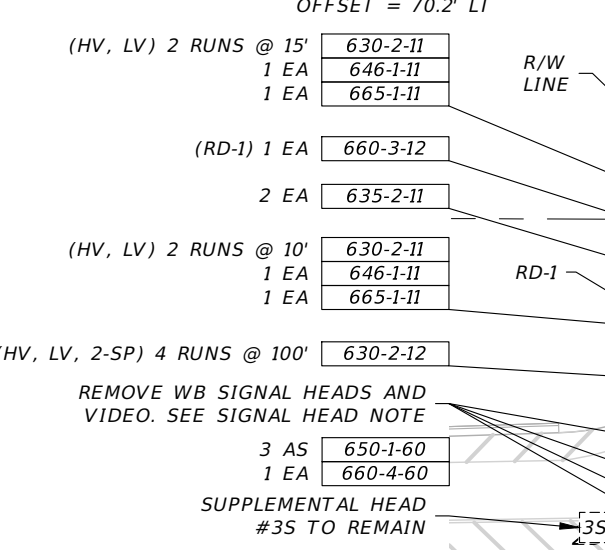 OFFSET = 70.2' LT
(HV, LV) 2 RUNS @ 15' 630-2-11
1 EA 646-1-11
1 EA 665-1-11
R/W
LINE
(RD-1) 1 EA 660-3-12
2 EA 635-2-11
(HV, LV) 2 RUNS @ 10' 630-2-11
1 EA 646-1-11
1 EA 665-1-11
RD-1
(HV, LV, 2-SP) 4 RUNS @ 100' 630-2-12
REMOVE WB SIGNAL HEADS AND
VIDEO. SEE SIGNAL HEAD NOTE
3 AS 650-1-60
1 EA 660-4-60
SUPPLEMENTAL HEAD
#3S TO REMAIN
3S